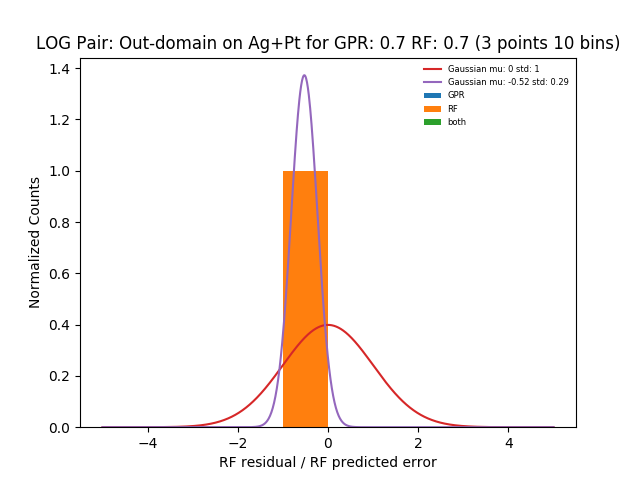 LOG Pair: Out-domain on Ag+Pt for GPR: 0.7 RF: 0.7 (3 points 10 bins)
Gaussian mu: 0 std: 1
Gaussian mu: -0.52 std: 0.29
GPR
RF
both
Normalized Counts
1.4
1.2
1.0
0.8
0.6
0.4
0.2
0.0
−4 −2 0 2 4
RF residual / RF predicted error